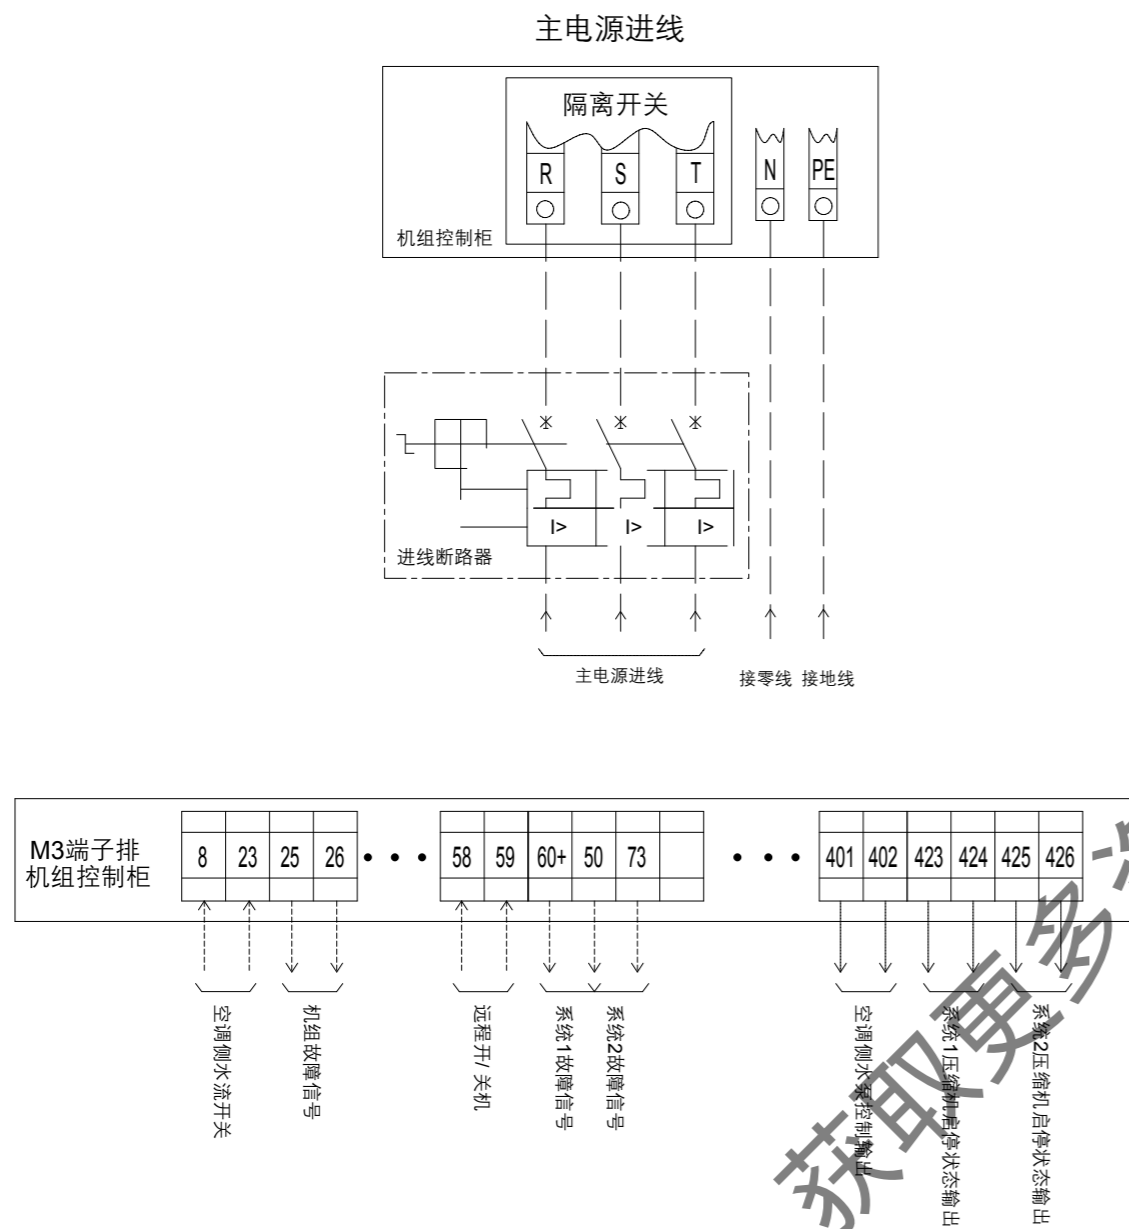 主电源进线
隔离开关
R S T N PE
机组控制柜
I> I> I>
进线断路器
主电源进线 接零线 接地线
M3端子排
机组控制柜
8 23 25 26 • • • 58 59 60+ 50 73 • • • 401 402 423 424 425 426
空调侧水流开关
机组故障信号
远程开/ 关机
系统1故障信号
系统2故障信号
空调侧水泵控制输出
系统1压缩机启停状态输出
系统2压缩机启停状态输出
获取更多